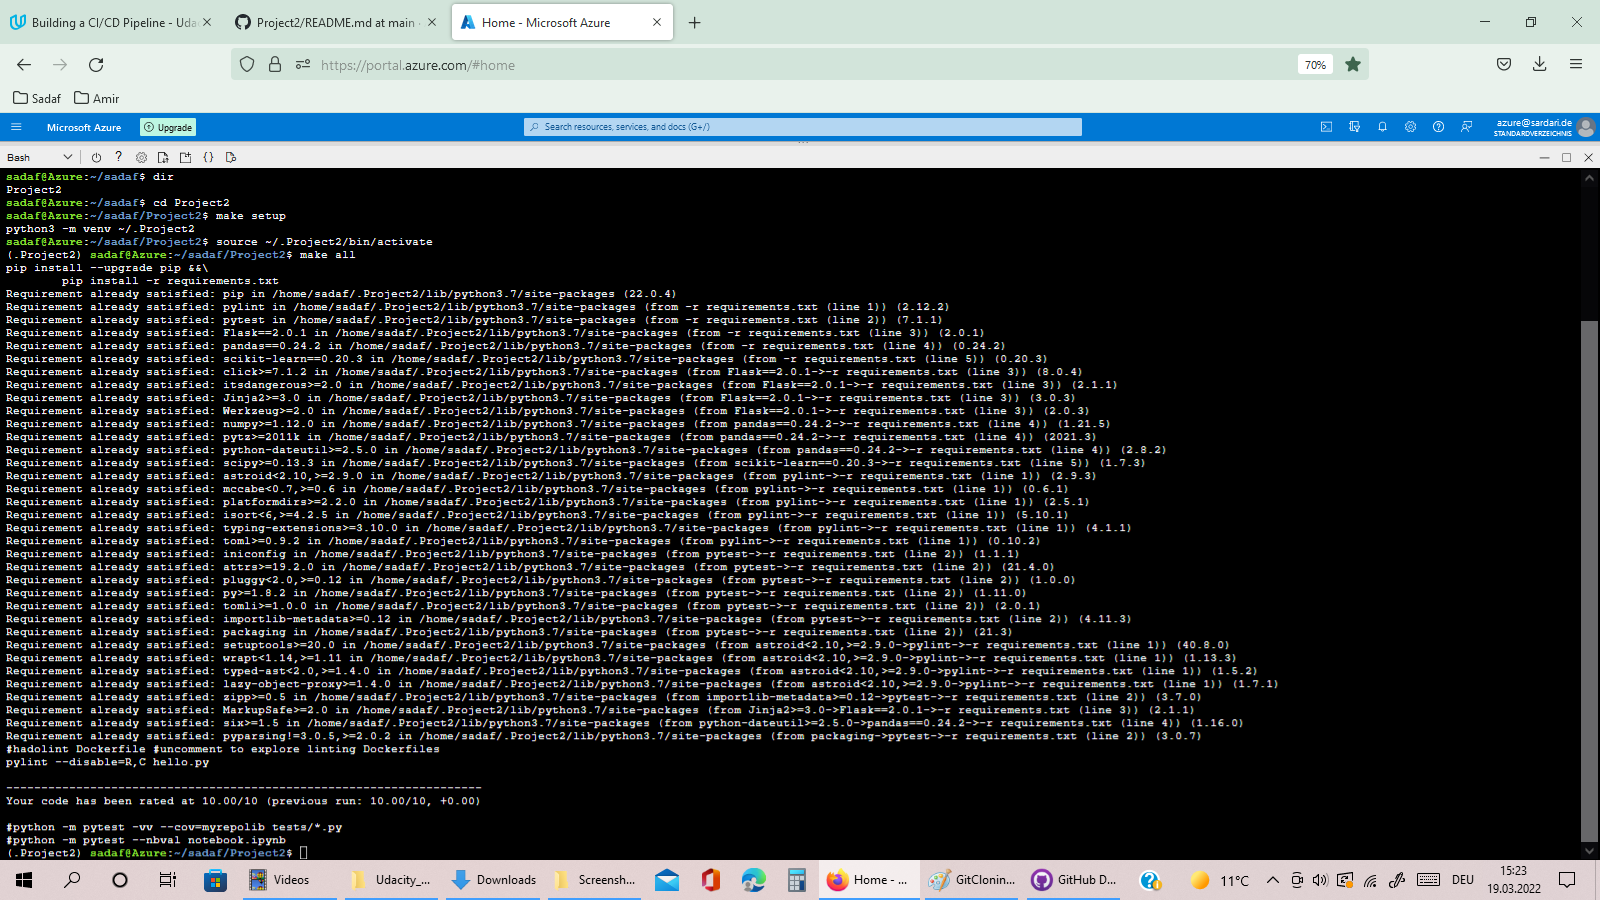 Building a CI/CD Pipeline - Uda
Project2/README.md at main
Home - Microsoft Azure
https://portal.azure.com/#home
70%
Sadaf
Amir
Microsoft Azure
Upgrade
Search resources, services, and docs (G+/)
azure@sardari.de
STANDARDVERZEICHNIS
Bash
sadaf@Azure:~/sadaf$ dir
Project2
sadaf@Azure:~/sadaf$ cd Project2
sadaf@Azure:~/sadaf/Project2$ make setup
python3 -m venv ~/.Project2
sadaf@Azure:~/sadaf/Project2$ source ~/.Project2/bin/activate
(.Project2) sadaf@Azure:~/sadaf/Project2$ make all
pip install --upgrade pip &&\
pip install -r requirements.txt
Requirement already satisfied: pip in /home/sadaf/.Project2/lib/python3.7/site-packages (22.0.4)
Requirement already satisfied: pylint in /home/sadaf/.Project2/lib/python3.7/site-packages (from -r requirements.txt (line 1)) (2.12.2)
Requirement already satisfied: pytest in /home/sadaf/.Project2/lib/python3.7/site-packages (from -r requirements.txt (line 2)) (7.1.1)
Requirement already satisfied: Flask==2.0.1 in /home/sadaf/.Project2/lib/python3.7/site-packages (from -r requirements.txt (line 3)) (2.0.1)
Requirement already satisfied: pandas==0.24.2 in /home/sadaf/.Project2/lib/python3.7/site-packages (from -r requirements.txt (line 4)) (0.24.2)
Requirement already satisfied: scikit-learn==0.20.3 in /home/sadaf/.Project2/lib/python3.7/site-packages (from -r requirements.txt (line 5)) (0.20.3)
Requirement already satisfied: click>=7.1.2 in /home/sadaf/.Project2/lib/python3.7/site-packages (from Flask==2.0.1->-r requirements.txt (line 3)) (8.0.4)
Requirement already satisfied: itsdangerous>=2.0 in /home/sadaf/.Project2/lib/python3.7/site-packages (from Flask==2.0.1->-r requirements.txt (line 3)) (2.1.1)
Requirement already satisfied: Jinja2>=3.0 in /home/sadaf/.Project2/lib/python3.7/site-packages (from Flask==2.0.1->-r requirements.txt (line 3)) (3.0.3)
Requirement already satisfied: Werkzeug>=2.0 in /home/sadaf/.Project2/lib/python3.7/site-packages (from Flask==2.0.1->-r requirements.txt (line 3)) (2.0.3)
Requirement already satisfied: numpy>=1.12.0 in /home/sadaf/.Project2/lib/python3.7/site-packages (from pandas==0.24.2->-r requirements.txt (line 4)) (1.21.5)
Requirement already satisfied: pytz>=2011k in /home/sadaf/.Project2/lib/python3.7/site-packages (from pandas==0.24.2->-r requirements.txt (line 4)) (2021.3)
Requirement already satisfied: python-dateutil>=2.5.0 in /home/sadaf/.Project2/lib/python3.7/site-packages (from pandas==0.24.2->-r requirements.txt (line 4)) (2.8.2)
Requirement already satisfied: scipy>=0.13.3 in /home/sadaf/.Project2/lib/python3.7/site-packages (from scikit-learn==0.20.3->-r requirements.txt (line 5)) (1.7.3)
Requirement already satisfied: astroid<2.10,>=2.9.0 in /home/sadaf/.Project2/lib/python3.7/site-packages (from pylint->-r requirements.txt (line 1)) (2.9.3)
Requirement already satisfied: mccabe<0.7,>=0.6 in /home/sadaf/.Project2/lib/python3.7/site-packages (from pylint->-r requirements.txt (line 1)) (0.6.1)
Requirement already satisfied: platformdirs>=2.2.0 in /home/sadaf/.Project2/lib/python3.7/site-packages (from pylint->-r requirements.txt (line 1)) (2.5.1)
Requirement already satisfied: isort<6,>=4.2.5 in /home/sadaf/.Project2/lib/python3.7/site-packages (from pylint->-r requirements.txt (line 1)) (5.10.1)
Requirement already satisfied: typing-extensions>=3.10.0 in /home/sadaf/.Project2/lib/python3.7/site-packages (from pylint->-r requirements.txt (line 1)) (4.1.1)
Requirement already satisfied: toml>=0.9.2 in /home/sadaf/.Project2/lib/python3.7/site-packages (from pylint->-r requirements.txt (line 1)) (0.10.2)
Requirement already satisfied: iniconfig in /home/sadaf/.Project2/lib/python3.7/site-packages (from pytest->-r requirements.txt (line 2)) (1.1.1)
Requirement already satisfied: attrs>=19.2.0 in /home/sadaf/.Project2/lib/python3.7/site-packages (from pytest->-r requirements.txt (line 2)) (21.4.0)
Requirement already satisfied: pluggy<2.0,>=0.12 in /home/sadaf/.Project2/lib/python3.7/site-packages (from pytest->-r requirements.txt (line 2)) (1.0.0)
Requirement already satisfied: py>=1.8.2 in /home/sadaf/.Project2/lib/python3.7/site-packages (from pytest->-r requirements.txt (line 2)) (1.11.0)
Requirement already satisfied: tomli>=1.0.0 in /home/sadaf/.Project2/lib/python3.7/site-packages (from pytest->-r requirements.txt (line 2)) (2.0.1)
Requirement already satisfied: importlib-metadata>=0.12 in /home/sadaf/.Project2/lib/python3.7/site-packages (from pytest->-r requirements.txt (line 2)) (4.11.3)
Requirement already satisfied: packaging in /home/sadaf/.Project2/lib/python3.7/site-packages (from pytest->-r requirements.txt (line 2)) (21.3)
Requirement already satisfied: setuptools>=20.0 in /home/sadaf/.Project2/lib/python3.7/site-packages (from astroid<2.10,>=2.9.0->pylint->-r requirements.txt (line 1)) (40.8.0)
Requirement already satisfied: wrapt<1.14,>=1.11 in /home/sadaf/.Project2/lib/python3.7/site-packages (from astroid<2.10,>=2.9.0->pylint->-r requirements.txt (line 1)) (1.13.3)
Requirement already satisfied: typed-ast<2.0,>=1.4.0 in /home/sadaf/.Project2/lib/python3.7/site-packages (from astroid<2.10,>=2.9.0->pylint->-r requirements.txt (line 1)) (1.5.2)
Requirement already satisfied: lazy-object-proxy>=1.4.0 in /home/sadaf/.Project2/lib/python3.7/site-packages (from astroid<2.10,>=2.9.0->pylint->-r requirements.txt (line 1)) (1.7.1)
Requirement already satisfied: zipp>=0.5 in /home/sadaf/.Project2/lib/python3.7/site-packages (from importlib-metadata>=0.12->pytest->-r requirements.txt (line 2)) (3.7.0)
Requirement already satisfied: MarkupSafe>=2.0 in /home/sadaf/.Project2/lib/python3.7/site-packages (from Jinja2>=3.0->Flask==2.0.1->-r requirements.txt (line 3)) (2.1.1)
Requirement already satisfied: six>=1.5 in /home/sadaf/.Project2/lib/python3.7/site-packages (from python-dateutil>=2.5.0->pandas==0.24.2->-r requirements.txt (line 4)) (1.16.0)
Requirement already satisfied: pyparsing!=3.0.5,>=2.0.2 in /home/sadaf/.Project2/lib/python3.7/site-packages (from packaging->pytest->-r requirements.txt (line 2)) (3.0.7)
#hadolint Dockerfile #uncomment to explore linting Dockerfiles
pylint --disable=R,C hello.py
--------------------------------------------------------------------
Your code has been rated at 10.00/10 (previous run: 10.00/10, +0.00)
#python -m pytest -vv --cov=myrepolib tests/*.py
#python -m pytest --nbval notebook.ipynb
(.Project2) sadaf@Azure:~/sadaf/Project2$
Videos
Udacity_...
Downloads
Screensh...
Home - ...
GitClonin...
GitHub D...
11°C
DEU
15:23
19.03.2022